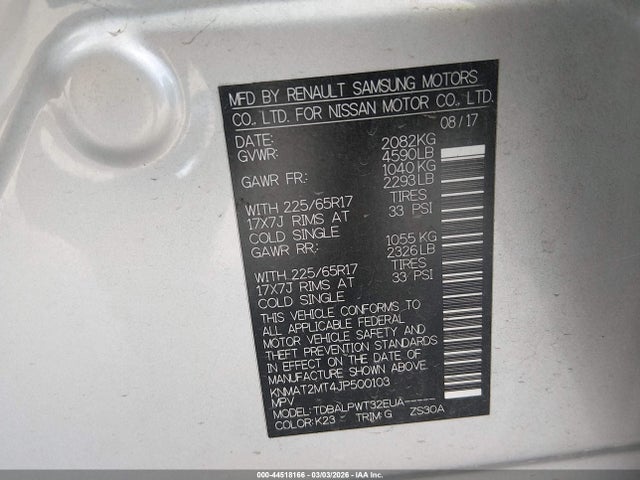 MFD BY RENAULT SAMSUNG MOTORS
CO., LTD. FOR NISSAN MOTOR CO., LTD.
DATE: 08/17
GVWR: 2082KG
4590LB
GAWR FR: 1040 KG
2293LB
WITH 225/65R17 TIRES
17X7J RIMS AT 33 PSI
COLD SINGLE
GAWR RR: 1055 KG
2326LB
WITH 225/65R17 TIRES
17X7J RIMS AT 33 PSI
COLD SINGLE
THIS VEHICLE CONFORMS TO
ALL APPLICABLE FEDERAL
MOTOR VEHICLE SAFETY AND
THEFT PREVENTION STANDARDS
IN EFFECT ON THE DATE OF
MANUFACTURE SHOWN ABOVE.
KNMAT2MT4JP500103
MPV
MODEL: TDBALPWT32EUA-----
COLOR: K23 TRIM: G ZS30A
000-44518166 - 03/03/2026 - IAA Inc.